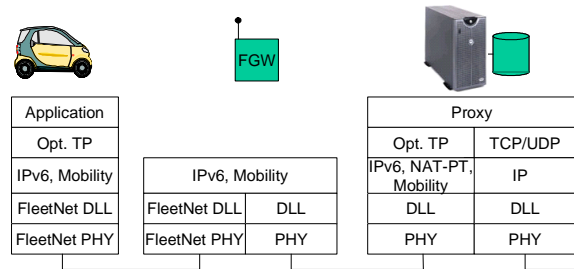 FGW
Application
Opt. TP
IPv6, Mobility
FleetNet DLL
FleetNet PHY
IPv6, Mobility
FleetNet DLL DLL
FleetNet PHY PHY
Proxy
Opt. TP TCP/UDP
IPv6, NAT-PT, IP
Mobility
DLL DLL
PHY PHY